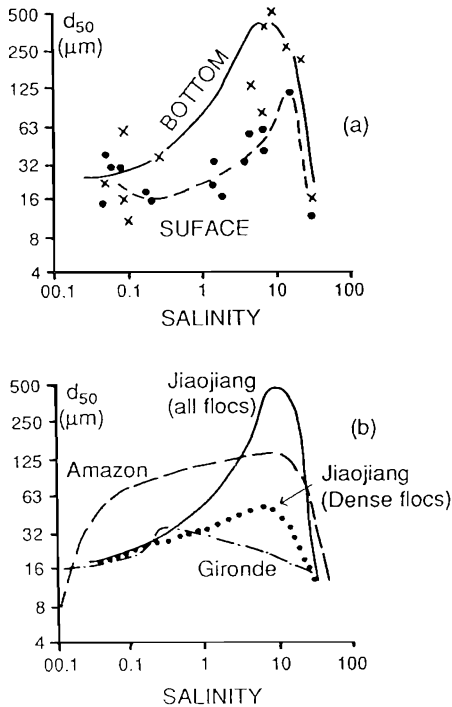 500
d50
(μm)
250
125
63
32
16
8
4
BOTTOM
SUFACE
(a)
00.1 0.1 1 10 100
SALINITY
500
d50
(μm)
250
125
63
32
16
8
4
Jiaojiang
(all flocs)
(b)
Amazon
Jiaojiang
(Dense flocs)
Gironde
00.1 0.1 1 10 100
SALINITY